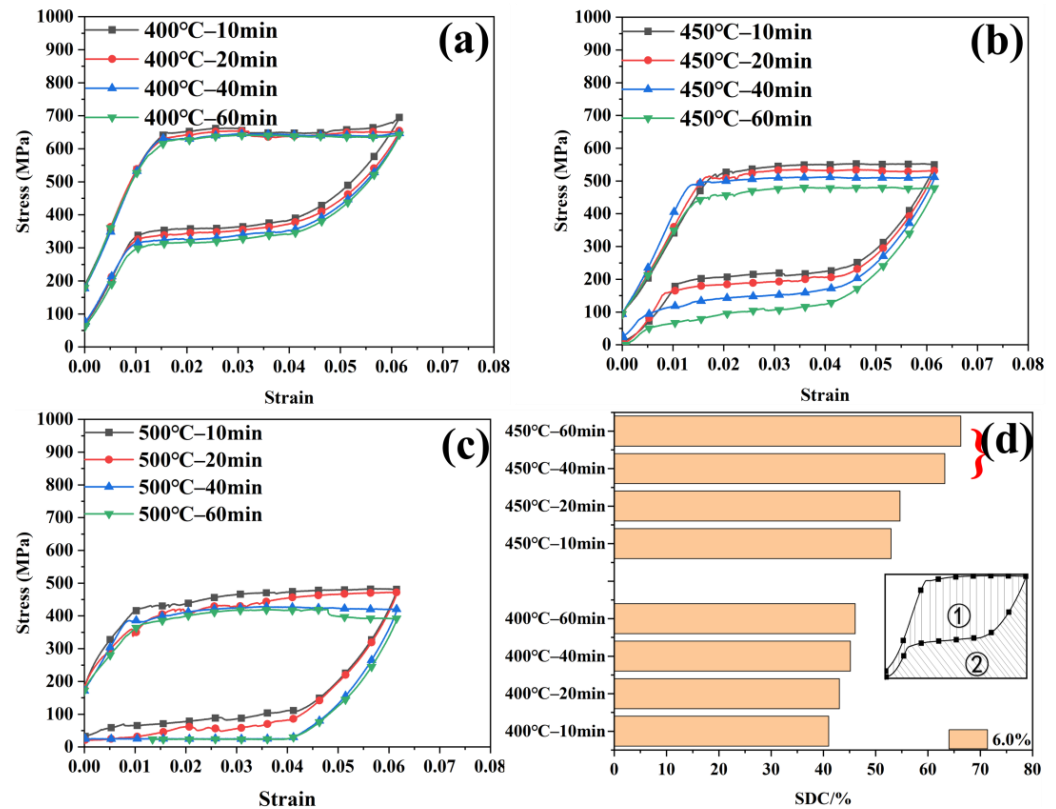 (a)
400℃–10min
400℃–20min
400℃–40min
400℃–60min
Stress (MPa)
1000
900
800
700
600
500
400
300
200
100
0
0.00 0.01 0.02 0.03 0.04 0.05 0.06 0.07 0.08
Strain
(b)
450℃–10min
450℃–20min
450℃–40min
450℃–60min
Stress (MPa)
1000
900
800
700
600
500
400
300
200
100
0
0.00 0.01 0.02 0.03 0.04 0.05 0.06 0.07 0.08
Strain
(c)
500℃–10min
500℃–20min
500℃–40min
500℃–60min
Stress (MPa)
1000
900
800
700
600
500
400
300
200
100
0
0.00 0.01 0.02 0.03 0.04 0.05 0.06 0.07 0.08
Strain
(d)
450℃–60min
450℃–40min
450℃–20min
450℃–10min
400℃–60min
400℃–40min
400℃–20min
400℃–10min
①
②
6.0%
0 10 20 30 40 50 60 70 80
SDC/%